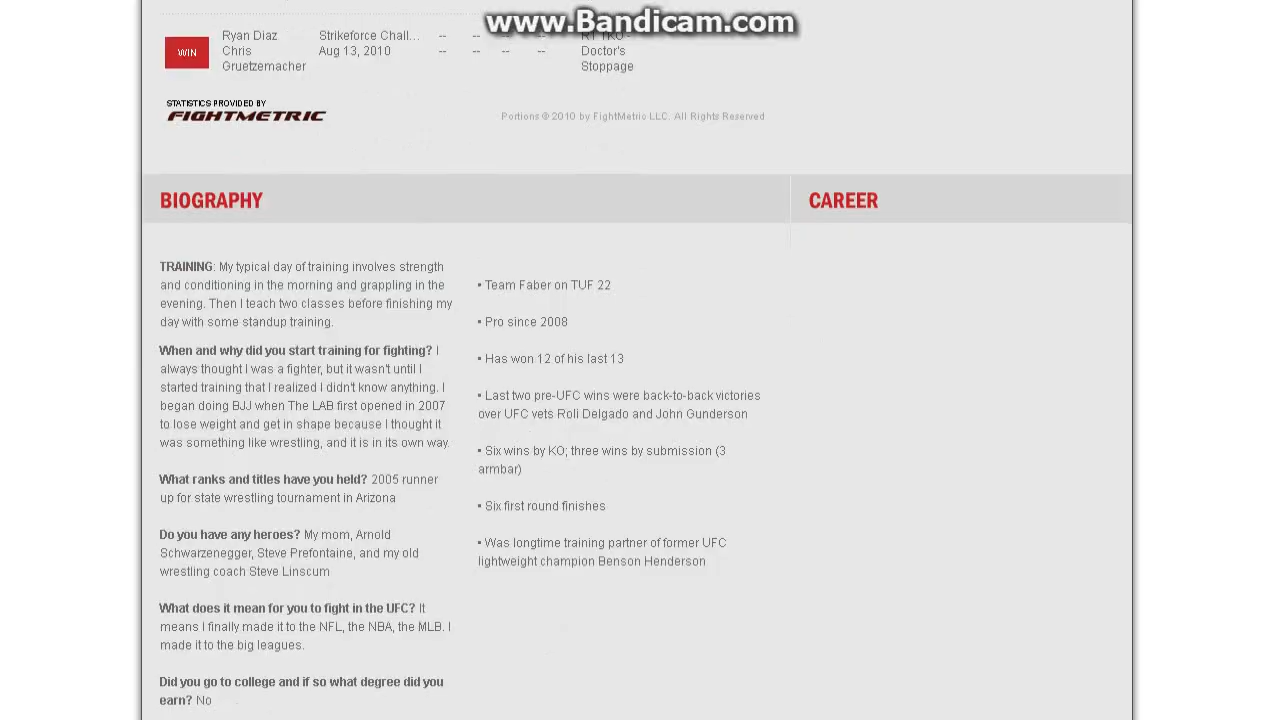 www.Bandicam.com
WIN
Ryan Diaz
Chris
Gruetzemacher
Strikeforce Chall...
Aug 13, 2010
-- -- -- --
-- -- -- --
R1 TKO -
Doctor's
Stoppage
STATISTICS PROVIDED BY
FIGHTMETRIC
Portions © 2010 by FightMetric LLC. All Rights Reserved
BIOGRAPHY
TRAINING: My typical day of training involves strength
and conditioning in the morning and grappling in the
evening. Then I teach two classes before finishing my
day with some standup training.
When and why did you start training for fighting? I
always thought I was a fighter, but it wasn't until I
started training that I realized I didn't know anything. I
began doing BJJ when The LAB first opened in 2007
to lose weight and get in shape because I thought it
was something like wrestling, and it is in its own way.
What ranks and titles have you held? 2005 runner
up for state wrestling tournament in Arizona
Do you have any heroes? My mom, Arnold
Schwarzenegger, Steve Prefontaine, and my old
wrestling coach Steve Linscum
What does it mean for you to fight in the UFC? It
means I finally made it to the NFL, the NBA, the MLB. I
made it to the big leagues.
Did you go to college and if so what degree did you
earn? No
• Team Faber on TUF 22
• Pro since 2008
• Has won 12 of his last 13
• Last two pre-UFC wins were back-to-back victories
over UFC vets Roli Delgado and John Gunderson
• Six wins by KO; three wins by submission (3
armbar)
• Six first round finishes
• Was longtime training partner of former UFC
lightweight champion Benson Henderson
CAREER